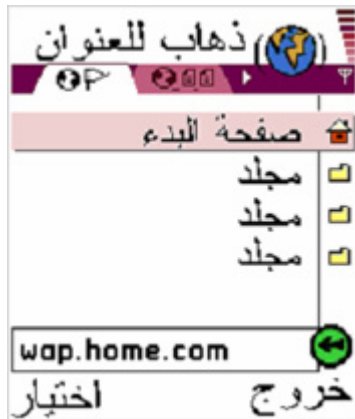 ذهاب للعنوان
صفحة البدء
مجلد
مجلد
مجلد
wap.home.com
خروج اختيار